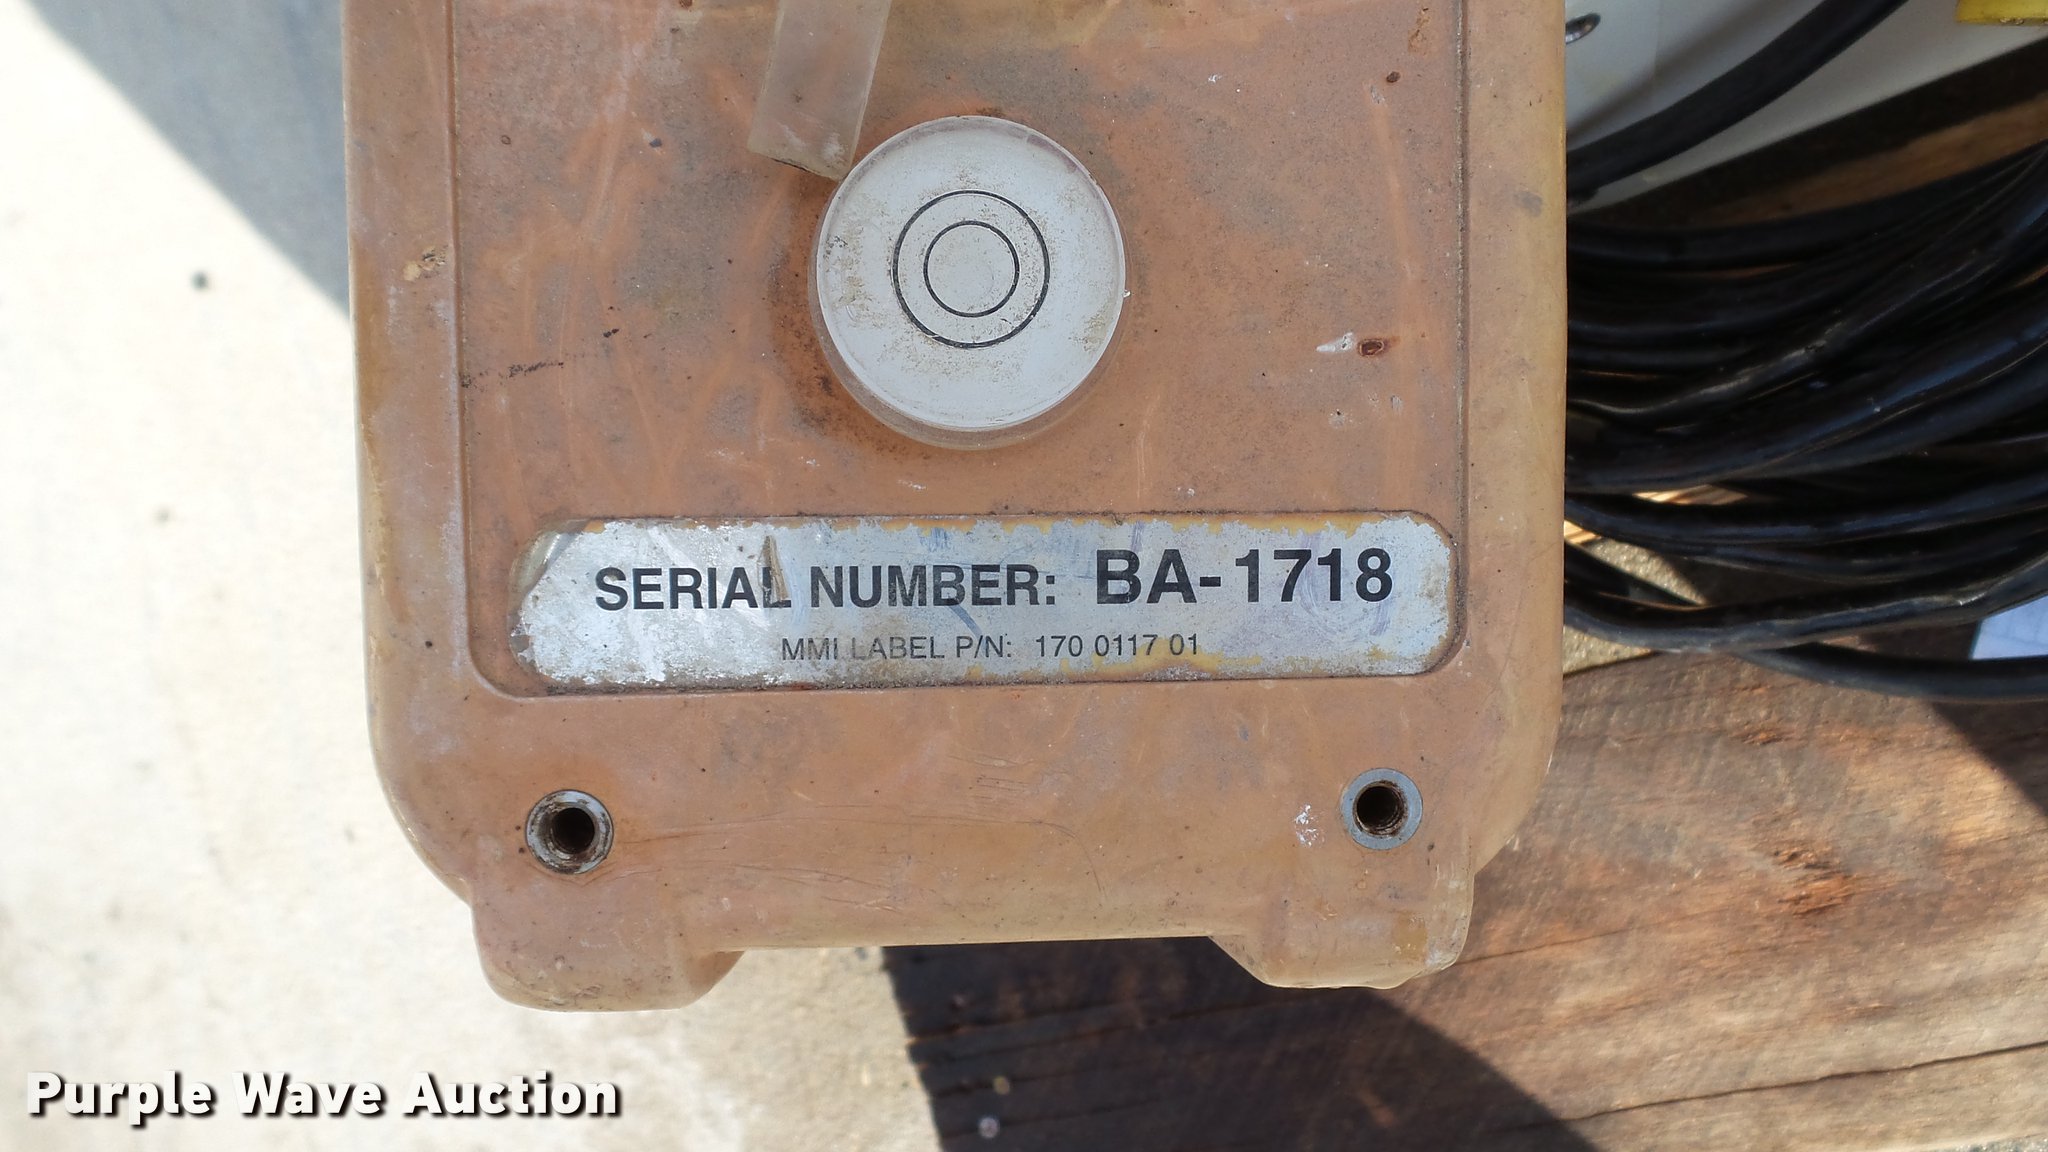 SERIAL NUMBER: BA-1718
MMI LABEL P/N: 170 0117 01
Purple Wave Auction